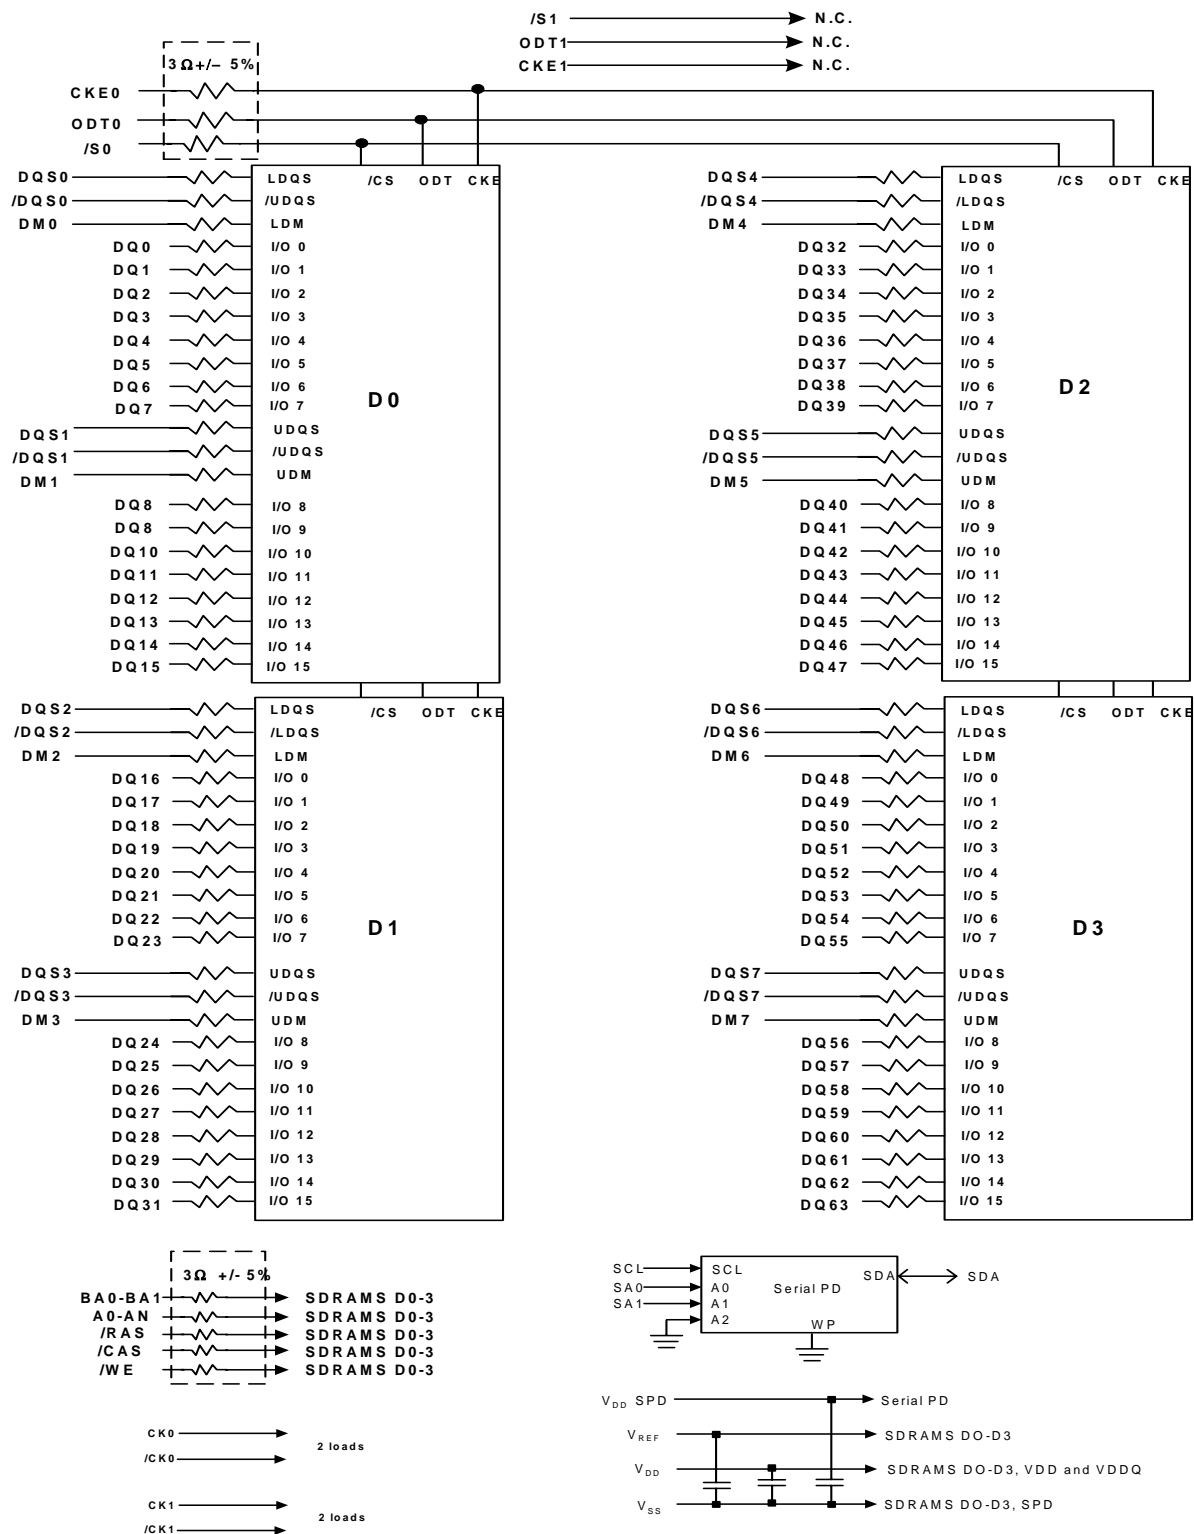 /S1 N.C.
ODT1 N.C.
CKE1 N.C.
3 Ω +/– 5%
CKE0
ODT0
/S0
/CS ODT CKE
DQS0 LDQS
/DQS0 /UDQS
DM0 LDM
DQ0 I/O 0
DQ1 I/O 1
DQ2 I/O 2
DQ3 I/O 3
DQ4 I/O 4
DQ5 I/O 5
DQ6 I/O 6
DQ7 I/O 7
D0
DQS1 UDQS
/DQS1 /UDQS
DM1 UDM
DQ8 I/O 8
DQ8 I/O 9
DQ10 I/O 10
DQ11 I/O 11
DQ12 I/O 12
DQ13 I/O 13
DQ14 I/O 14
DQ15 I/O 15
/CS ODT CKE
DQS4 LDQS
/DQS4 /LDQS
DM4 LDM
DQ32 I/O 0
DQ33 I/O 1
DQ34 I/O 2
DQ35 I/O 3
DQ36 I/O 4
DQ37 I/O 5
DQ38 I/O 6
DQ39 I/O 7
D2
DQS5 UDQS
/DQS5 /UDQS
DM5 UDM
DQ40 I/O 8
DQ41 I/O 9
DQ42 I/O 10
DQ43 I/O 11
DQ44 I/O 12
DQ45 I/O 13
DQ46 I/O 14
DQ47 I/O 15
/CS ODT CKE
DQS2 LDQS
/DQS2 /LDQS
DM2 LDM
DQ16 I/O 0
DQ17 I/O 1
DQ18 I/O 2
DQ19 I/O 3
DQ20 I/O 4
DQ21 I/O 5
DQ22 I/O 6
DQ23 I/O 7
D1
DQS3 UDQS
/DQS3 /UDQS
DM3 UDM
DQ24 I/O 8
DQ25 I/O 9
DQ26 I/O 10
DQ27 I/O 11
DQ28 I/O 12
DQ29 I/O 13
DQ30 I/O 14
DQ31 I/O 15
/CS ODT CKE
DQS6 LDQS
/DQS6 /LDQS
DM6 LDM
DQ48 I/O 0
DQ49 I/O 1
DQ50 I/O 2
DQ51 I/O 3
DQ52 I/O 4
DQ53 I/O 5
DQ54 I/O 6
DQ55 I/O 7
D3
DQS7 UDQS
/DQS7 /UDQS
DM7 UDM
DQ56 I/O 8
DQ57 I/O 9
DQ58 I/O 10
DQ59 I/O 11
DQ60 I/O 12
DQ61 I/O 13
DQ62 I/O 14
DQ63 I/O 15
3Ω +/- 5%
BA0-BA1 SDRAMS D0-3
A0-AN SDRAMS D0-3
/RAS SDRAMS D0-3
/CAS SDRAMS D0-3
/WE SDRAMS D0-3
CK0
2 loads
/CK0
CK1
2 loads
/CK1
SCL SCL
SA0 A0
SA1 A1
A2
Serial PD
WP
SDA SDA
VDD SPD Serial PD
VREF SDRAMS DO-D3
VDD SDRAMS DO-D3, VDD and VDDQ
VSS SDRAMS DO-D3, SPD